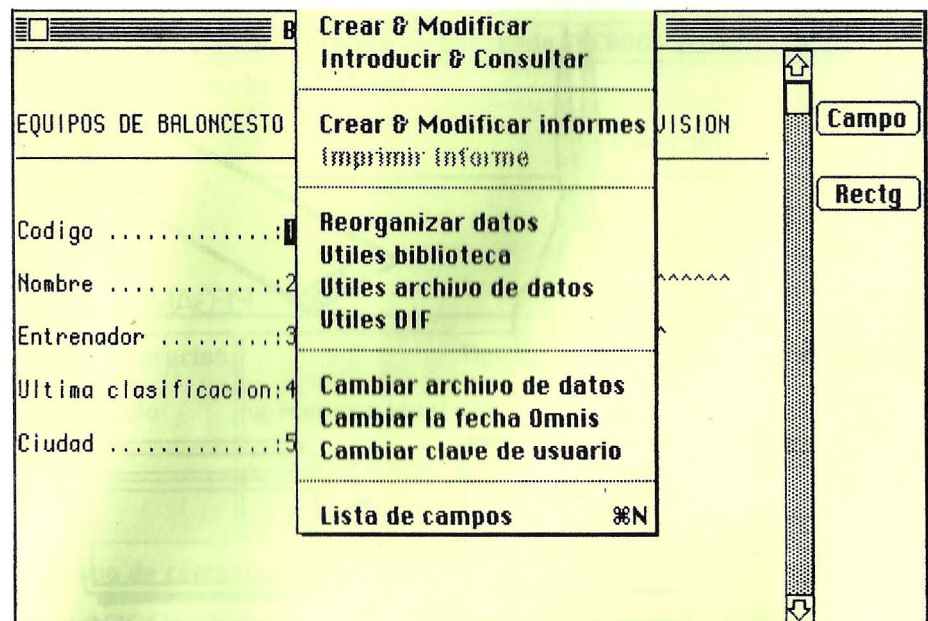 B
Crear & Modificar
Introducir & Consultar
Crear & Modificar informes
Imprimir Informe
Reorganizar datos
Utiles biblioteca
Utiles archivo de datos
Utiles DIF
Cambiar archivo de datos
Cambiar la fecha Omnis
Cambiar clave de usuario
Lista de campos ⌘N
EQUIPOS DE BALONCESTO VISION
Codigo .............:1
Nombre .............:2 ^^^^^^
Entrenador .........:3 ^
Ultima clasificacion:4
Ciudad .............:5
Campo
Rectg